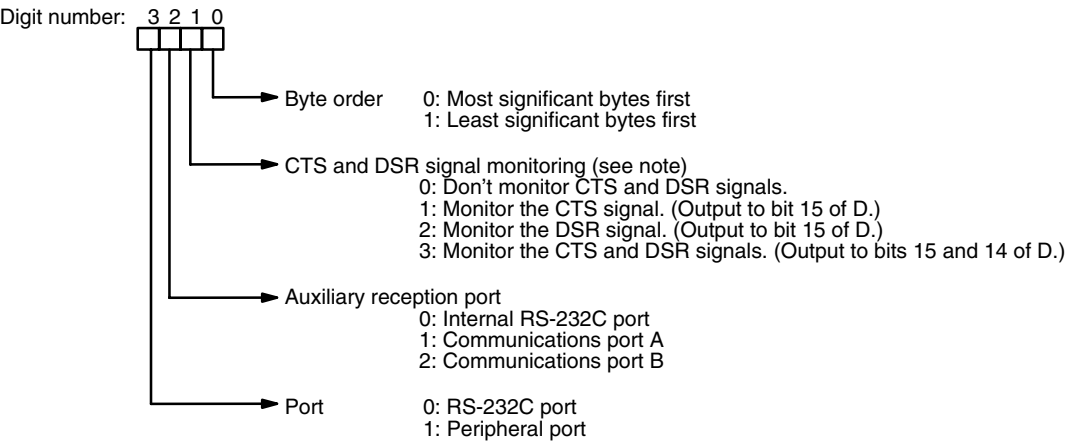 Digit number: 3 2 1 0
Byte order 0: Most significant bytes first
1: Least significant bytes first
CTS and DSR signal monitoring (see note)
0: Don't monitor CTS and DSR signals.
1: Monitor the CTS signal. (Output to bit 15 of D.)
2: Monitor the DSR signal. (Output to bit 15 of D.)
3: Monitor the CTS and DSR signals. (Output to bits 15 and 14 of D.)
Auxiliary reception port
0: Internal RS-232C port
1: Communications port A
2: Communications port B
Port 0: RS-232C port
1: Peripheral port